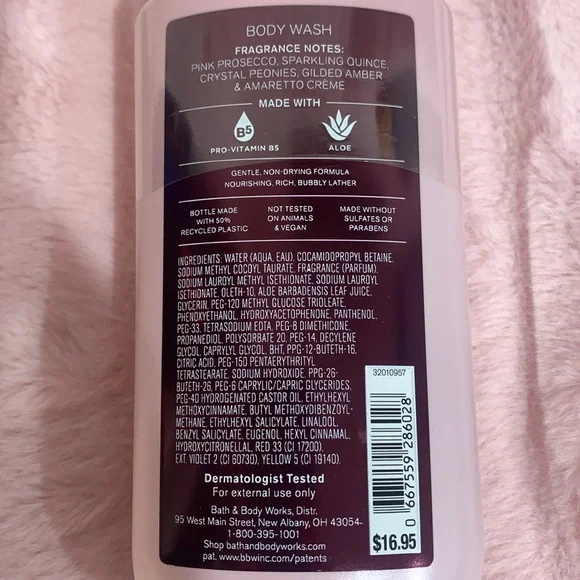 BODY WASH
FRAGRANCE NOTES:
PINK PROSECCO, SPARKLING QUINCE,
CRYSTAL PEONIES, GILDED AMBER
& AMARETTO CRÈME
MADE WITH
B5
PRO-VITAMIN B5
ALOE
GENTLE, NON-DRYING FORMULA
NOURISHING, RICH, BUBBLY LATHER
BOTTLE MADE
WITH 50%
RECYCLED PLASTIC
NOT TESTED
ON ANIMALS
& VEGAN
MADE WITHOUT
SULFATES OR
PARABENS
INGREDIENTS: WATER (AQUA, EAU), COCAMIDOPROPYL BETAINE,
SODIUM METHYL COCOYL TAURATE, FRAGRANCE (PARFUM),
SODIUM LAUROYL METHYL ISETHIONATE, SODIUM LAUROYL
ISETHIONATE, OLETH-10, ALOE BARBADENSIS LEAF JUICE,
GLYCERIN, PEG-120 METHYL GLUCOSE TRIOLEATE,
PHENOXYETHANOL, HYDROXYACETOPHENONE, PANTHENOL,
PEG-33, TETRASODIUM EDTA, PEG-8 DIMETHICONE,
PROPANEDIOL, POLYSORBATE 20, PEG-14, DECYLENE
GLYCOL, CAPRYLYL GLYCOL, BHT, PPG-12-BUTETH-16,
CITRIC ACID, PEG-150 PENTAERYTHRITYL
TETRASTEARATE, SODIUM HYDROXIDE, PPG-26-
BUTETH-26, PEG-6 CAPRYLIC/CAPRIC GLYCERIDES,
PEG-40 HYDROGENATED CASTOR OIL, ETHYLHEXYL
METHOXYCINNAMATE, BUTYL METHOXYDIBENZOYL-
METHANE, ETHYLHEXYL SALICYLATE, LINALOOL,
BENZYL SALICYLATE, EUGENOL, HEXYL CINNAMAL,
HYDROXYCITRONELLAL, RED 33 (CI 17200),
EXT. VIOLET 2 (CI 60730), YELLOW 5 (CI 19140).
Dermatologist Tested
For external use only
Bath & Body Works, Distr.
95 West Main Street, New Albany, OH 43054-
1-800-395-1001
Shop bathandbodyworks.com
pat. www.bbwinc.com/patents
32010957
0 667559 286028
$16.95